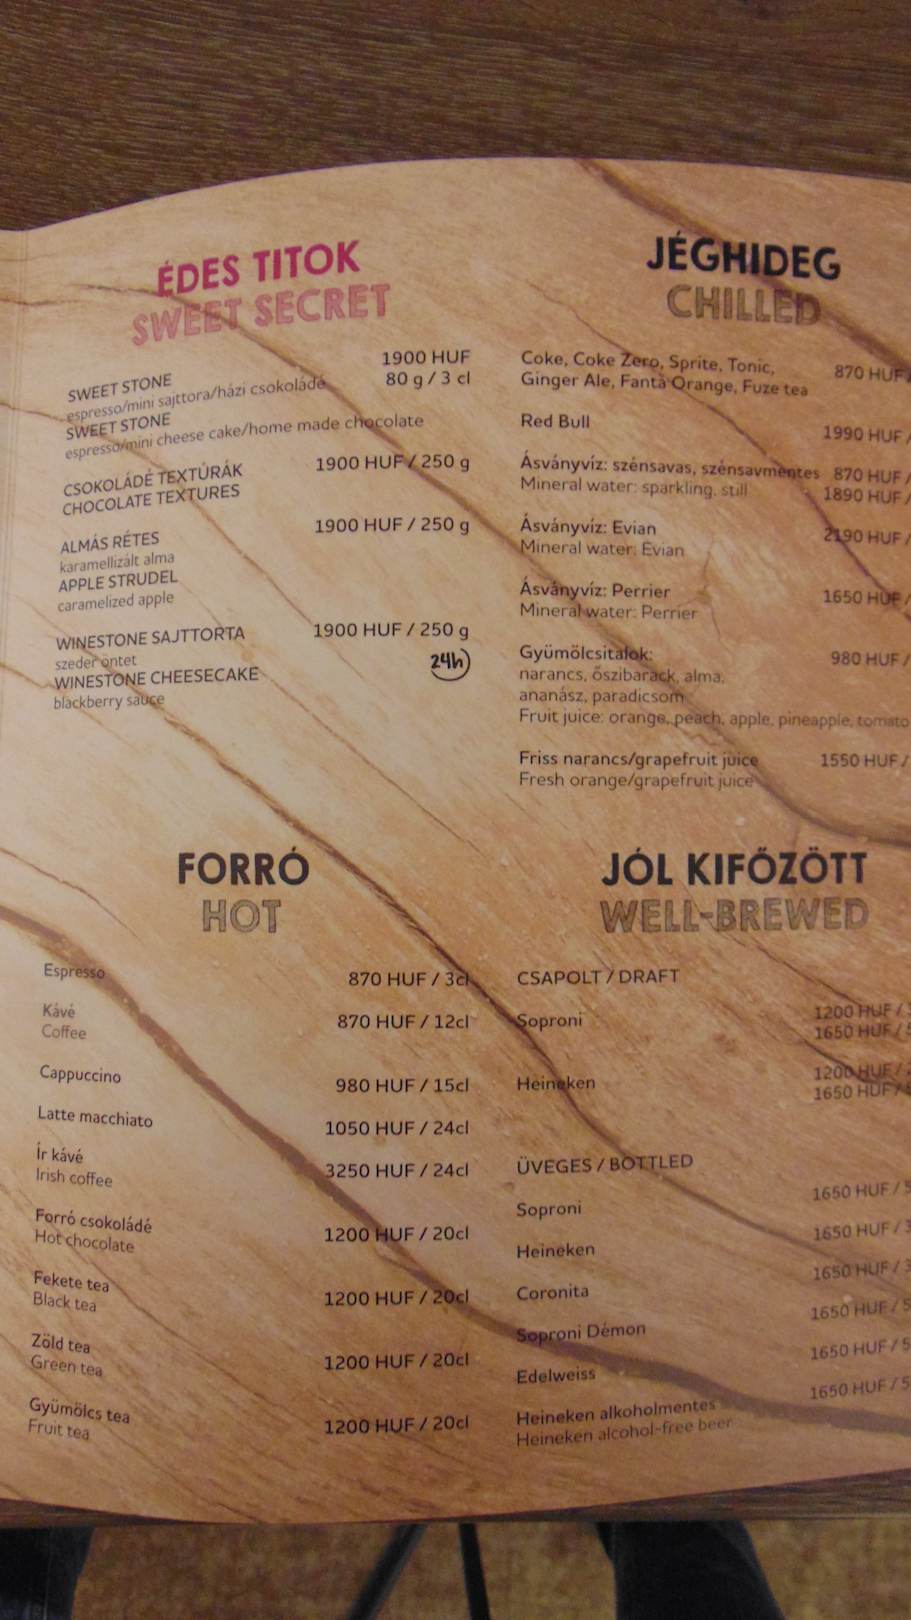 ÉDES TITOK
SWEET SECRET
1900 HUF
80 g / 3 cl
SWEET STONE
espresso/mini sajttora/házi csokoládé
SWEET STONE
espresso/mini cheese cake/home made chocolate
CSOKOLÁDÉ TEXTÚRÁK 1900 HUF / 250 g
CHOCOLATE TEXTURES
ALMÁS RÉTES 1900 HUF / 250 g
karamellizált alma
APPLE STRUDEL
caramelized apple
WINESTONE SAJTTORTA 1900 HUF / 250 g
szeder öntet 24h
WINESTONE CHEESECAKE
blackberry sauce
JÉGHIDEG
CHILLED
Coke, Coke Zero, Sprite, Tonic, 870 HUF /
Ginger Ale, Fanta Orange, Fuze tea
Red Bull 1990 HUF /
Ásványvíz: szénsavas, szénsavmentes 870 HUF /
Mineral water: sparkling, still 1890 HUF /
Ásványvíz: Evian 2190 HUF /
Mineral water: Evian
Ásványvíz: Perrier 1650 HUF /
Mineral water: Perrier
Gyümölcsitalok: 980 HUF /
narancs, őszibarack, alma,
ananász, paradicsom
Fruit juice: orange, peach, apple, pineapple, tomato
Friss narancs/grapefruit juice 1550 HUF /
Fresh orange/grapefruit juice
FORRÓ
HOT
Espresso 870 HUF / 3cl
Kávé 870 HUF / 12cl
Coffee
Cappuccino 980 HUF / 15cl
Latte macchiato 1050 HUF / 24cl
Ír kávé 3250 HUF / 24cl
Irish coffee
Forró csokoládé 1200 HUF / 20cl
Hot chocolate
Fekete tea 1200 HUF / 20cl
Black tea
Zöld tea 1200 HUF / 20cl
Green tea
Gyümölcs tea 1200 HUF / 20cl
Fruit tea
JÓL KIFŐZÖTT
WELL-BREWED
CSAPOLT / DRAFT
Soproni 1200 HUF /
1650 HUF /
Heineken 1200 HUF /
1650 HUF /
ÜVEGES / BOTTLED
Soproni 1650 HUF / 5
Heineken 1650 HUF / 3
Coronita 1650 HUF / 3
Soproni Démon 1650 HUF / 5
Edelweiss 1650 HUF / 5
Heineken alkoholmentes 1650 HUF / 5
Heineken alcohol-free beer